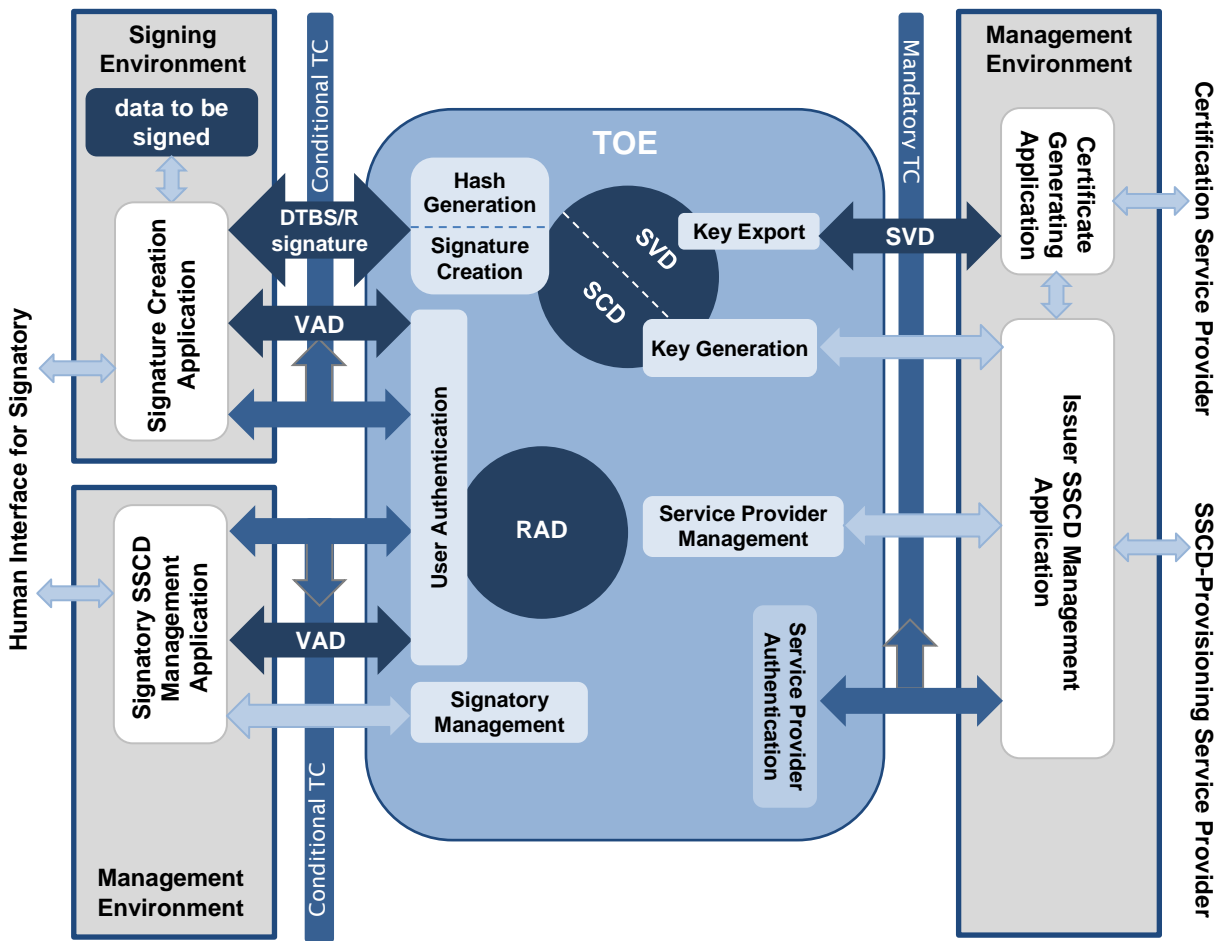 Signing
Environment
data to be
signed
Signature Creation
Application
Human Interface for Signatory
Signatory SSCD
Management
Application
Management
Environment
Conditional TC
Conditional TC
DTBS/R
signature
VAD
VAD
TOE
Hash
Generation
Signature
Creation
SVD
SCD
Key Export
Key Generation
User Authentication
RAD
Service Provider
Management
Service Provider
Authentication
Signatory
Management
Mandatory TC
SVD
Management
Environment
Certificate
Generating
Application
Issuer SSCD Management
Application
Certification Service Provider
SSCD-Provisioning Service Provider